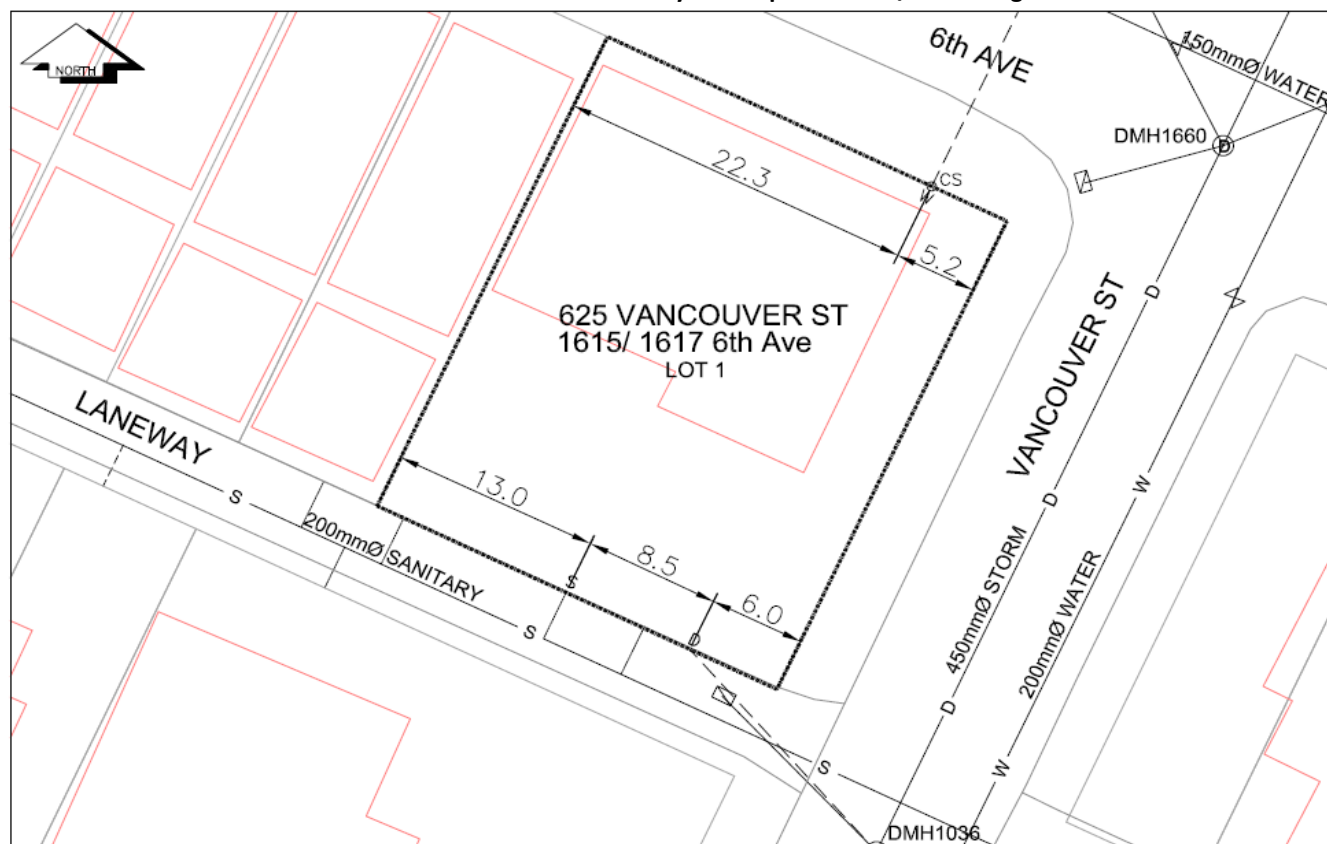 NORTH
6th AVE
150mmØ WATER
DMH1660
CS
W
22.3
5.2
625 VANCOUVER ST
1615/ 1617 6th Ave
LOT 1
VANCOUVER ST
D
D
D
W
W
450mmØ STORM
200mmØ WATER
LANEWAY
S
200mmØ SANITARY
S
S
13.0
8.5
6.0
S
D
DMH1036
D